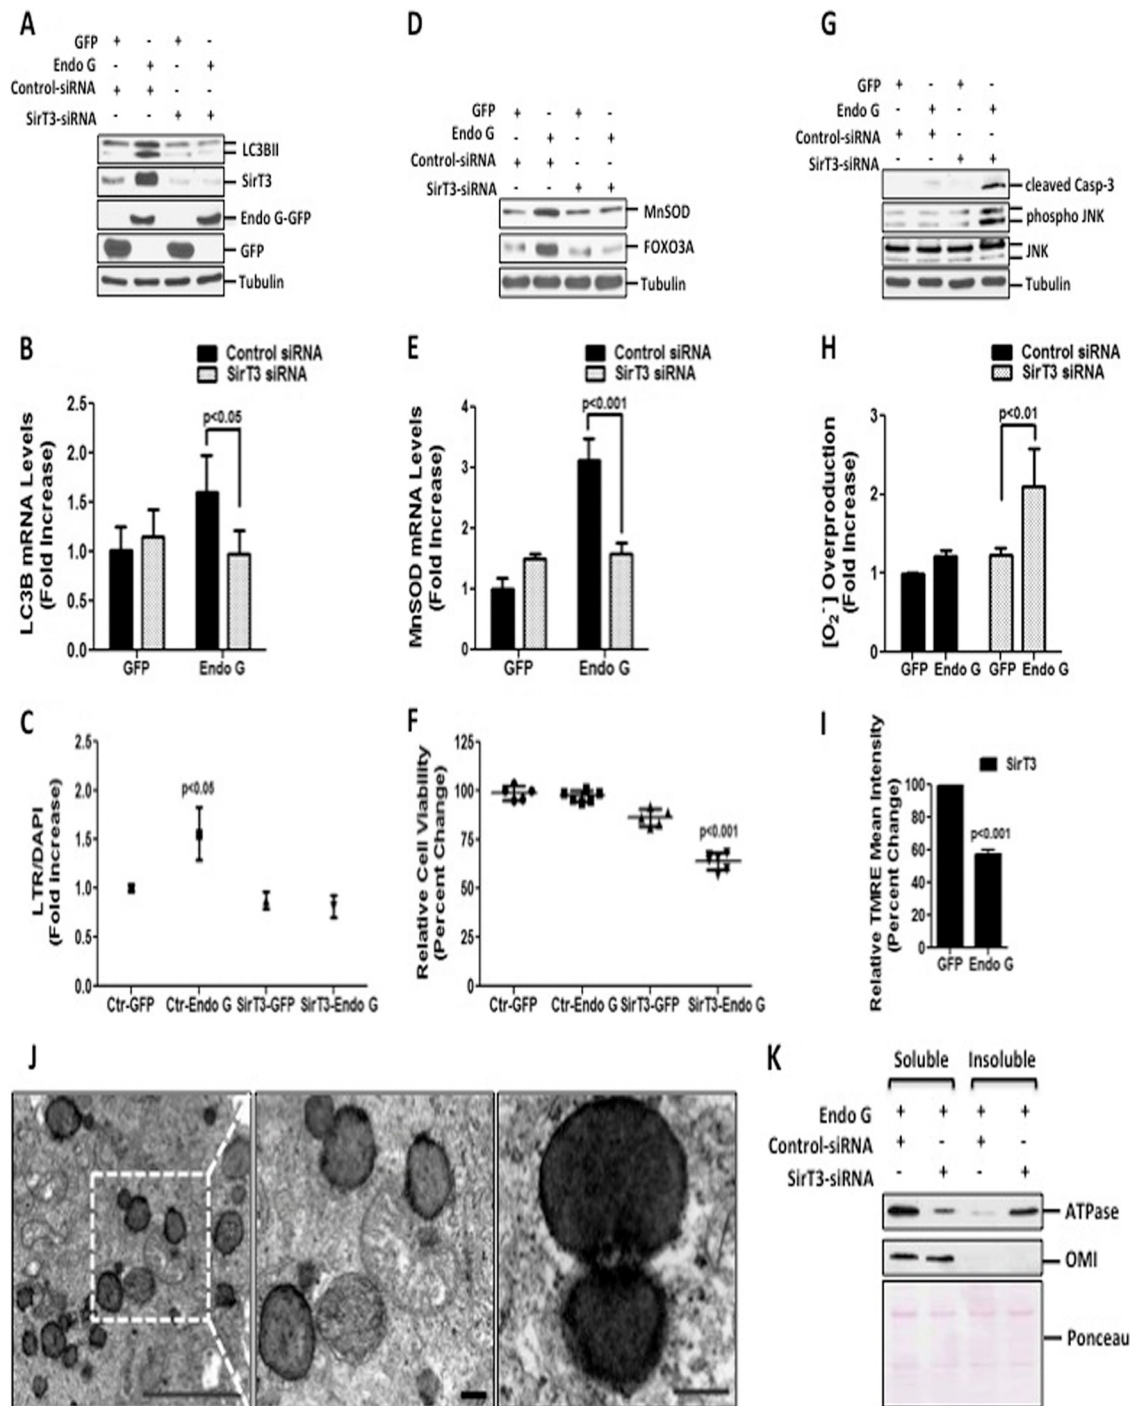 A
GFP + - + -
Endo G - + - +
Control-siRNA + + - -
SirT3-siRNA - - + +
LC3BII
SirT3
Endo G-GFP
GFP
Tubulin
D
GFP + - + -
Endo G - + - +
Control-siRNA + + - -
SirT3-siRNA - - + +
MnSOD
FOXO3A
Tubulin
G
GFP + - + -
Endo G - + - +
Control-siRNA + + - -
SirT3-siRNA - - + +
cleaved Casp-3
phospho JNK
JNK
Tubulin
B
Control siRNA
SirT3 siRNA
LC3B mRNA Levels
(Fold Increase)
2.5
2.0
1.5
1.0
0.5
0.0
p<0.05
GFP Endo G
E
Control siRNA
SirT3 siRNA
MnSOD mRNA Levels
(Fold Increase)
4
3
2
1
0
p<0.001
GFP Endo G
H
Control siRNA
SirT3 siRNA
[O2-] Overproduction
(Fold Increase)
3
2
1
0
p<0.01
GFP Endo G GFP Endo G
C
LTR/DAPI
(Fold Increase)
2.5
2.0
1.5
1.0
0.5
0.0
p<0.05
Ctr-GFP Ctr-Endo G SirT3-GFP SirT3-Endo G
F
Relative Cell Viability
(Percent Change)
125
100
75
50
25
0
p<0.001
Ctr-GFP Ctr-Endo G SirT3-GFP SirT3-Endo G
I
SirT3
Relative TMRE Mean Intensity
(Percent Change)
100
80
60
40
20
0
p<0.001
GFP Endo G
J
K
Soluble Insoluble
Endo G + + + +
Control-siRNA + - + -
SirT3-siRNA - + - +
ATPase
OMI
Ponceau